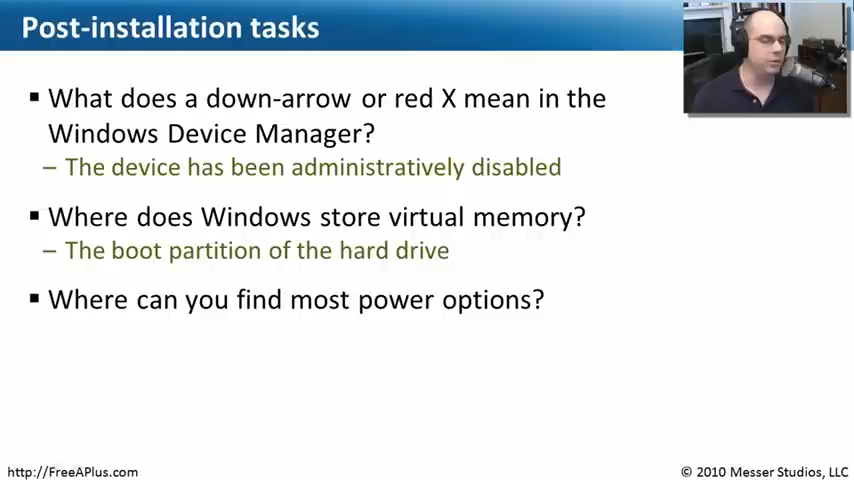 Post-installation tasks
▪ What does a down-arrow or red X mean in the
Windows Device Manager?
– The device has been administratively disabled
▪ Where does Windows store virtual memory?
– The boot partition of the hard drive
▪ Where can you find most power options?
http://FreeAPlus.com
© 2010 Messer Studios, LLC